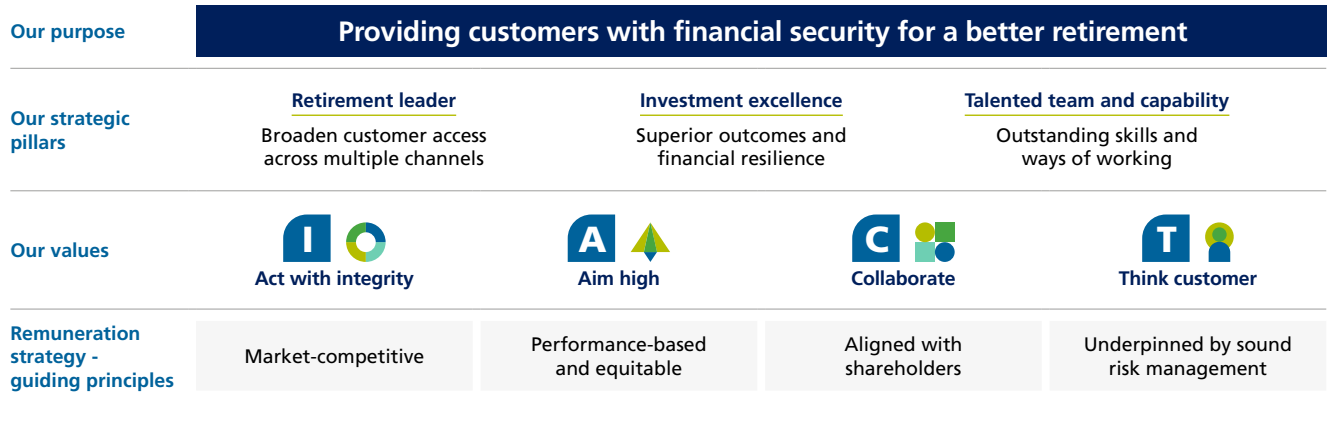 Our purpose
Providing customers with financial security for a better retirement
Our strategic
pillars
Retirement leader
Broaden customer access
across multiple channels
Investment excellence
Superior outcomes and
financial resilience
Talented team and capability
Outstanding skills and
ways of working
Our values
I
Act with integrity
A
Aim high
C
Collaborate
T
Think customer
Remuneration
strategy -
guiding principles
Market-competitive
Performance-based
and equitable
Aligned with
shareholders
Underpinned by sound
risk management